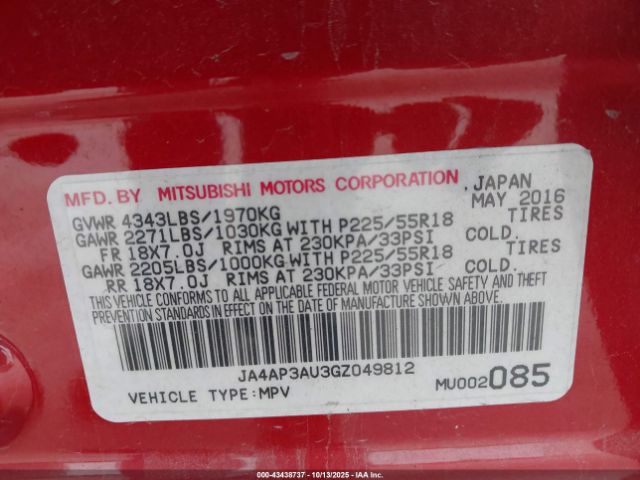 MFD. BY MITSUBISHI MOTORS CORPORATION, JAPAN
GVWR 4343LBS/1970KG MAY 2016
GAWR 2271LBS/1030KG WITH P225/55R18 TIRES
FR 18X7.0J RIMS AT 230KPA/33PSI COLD.
GAWR 2205LBS/1000KG WITH P225/55R18 TIRES
RR 18X7.0J RIMS AT 230KPA/33PSI COLD.
THIS VEHICLE CONFORMS TO ALL APPLICABLE FEDERAL MOTOR VEHICLE SAFETY AND THEFT
PREVENTION STANDARDS IN EFFECT ON THE DATE OF MANUFACTURE SHOWN ABOVE.
JA4AP3AU3GZ049812
VEHICLE TYPE:MPV MU002085
© IAA (#: 43438737 - 10/13/2025 - IAAI.COM)